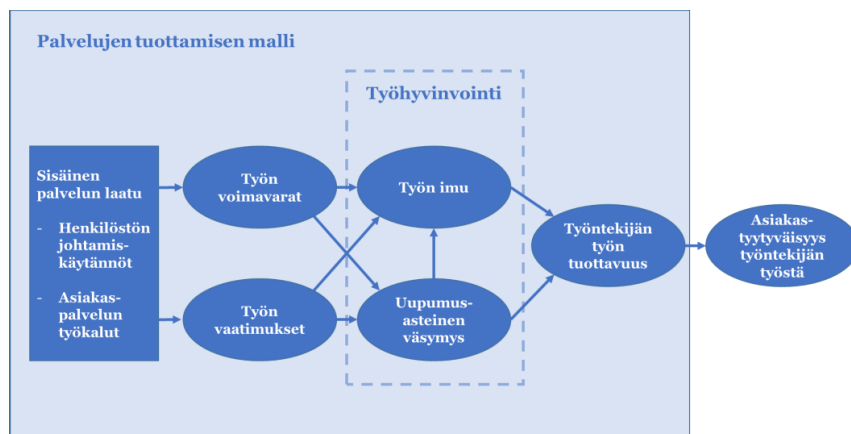 Palvelujen tuottamisen malli
Työhyvinvointi
Sisäinen
palvelun laatu
- Henkilöstön
johtamis-
käytännöt
- Asiakas-
palvelun
työkalut
Työn
voimavarat
Työn imu
Työn
vaatimukset
Uupumus-
asteinen
väsymys
Työntekijän
työn
tuottavuus
Asiakas-
tyytyväisyys
työntekijän
työstä